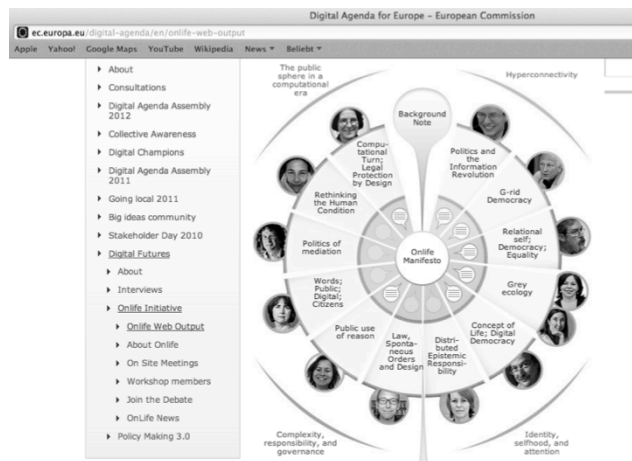 Digital Agenda for Europe – European Commission
ec.europa.eu/digital-agenda/en/onlife-web-output
Apple Yahoo! Google Maps YouTube Wikipedia News ▾ Beliebt ▾
About
Consultations
Digital Agenda Assembly
2012
Collective Awareness
Digital Champions
Digital Agenda Assembly
2011
Going local 2011
Big ideas community
Stakeholder Day 2010
Digital Futures
About
Interviews
Onlife Initiative
Onlife Web Output
About Onlife
On Site Meetings
Workshop members
Join the Debate
OnLife News
Policy Making 3.0
The public
sphere in a
computational
era
Hyperconnectivity
Background
Note
Compu-
tational
Turn;
Legal
Protection
by Design
Politics and
the
Information
Revolution
Rethinking
the Human
Condition
G-rid
Democracy
Politics of
mediation
Relational
self;
Democracy;
Equality
Onlife
Manifesto
Words;
Public;
Digital;
Citizens
Grey
ecology
Public use
of reason
Law,
Sponta-
neous
Orders
and Design
Distri-
buted
Epistemic
Responsi-
bility
Concept of
Life; Digital
Democracy
Complexity,
responsibility, and
governance
Identity,
selfhood, and
attention